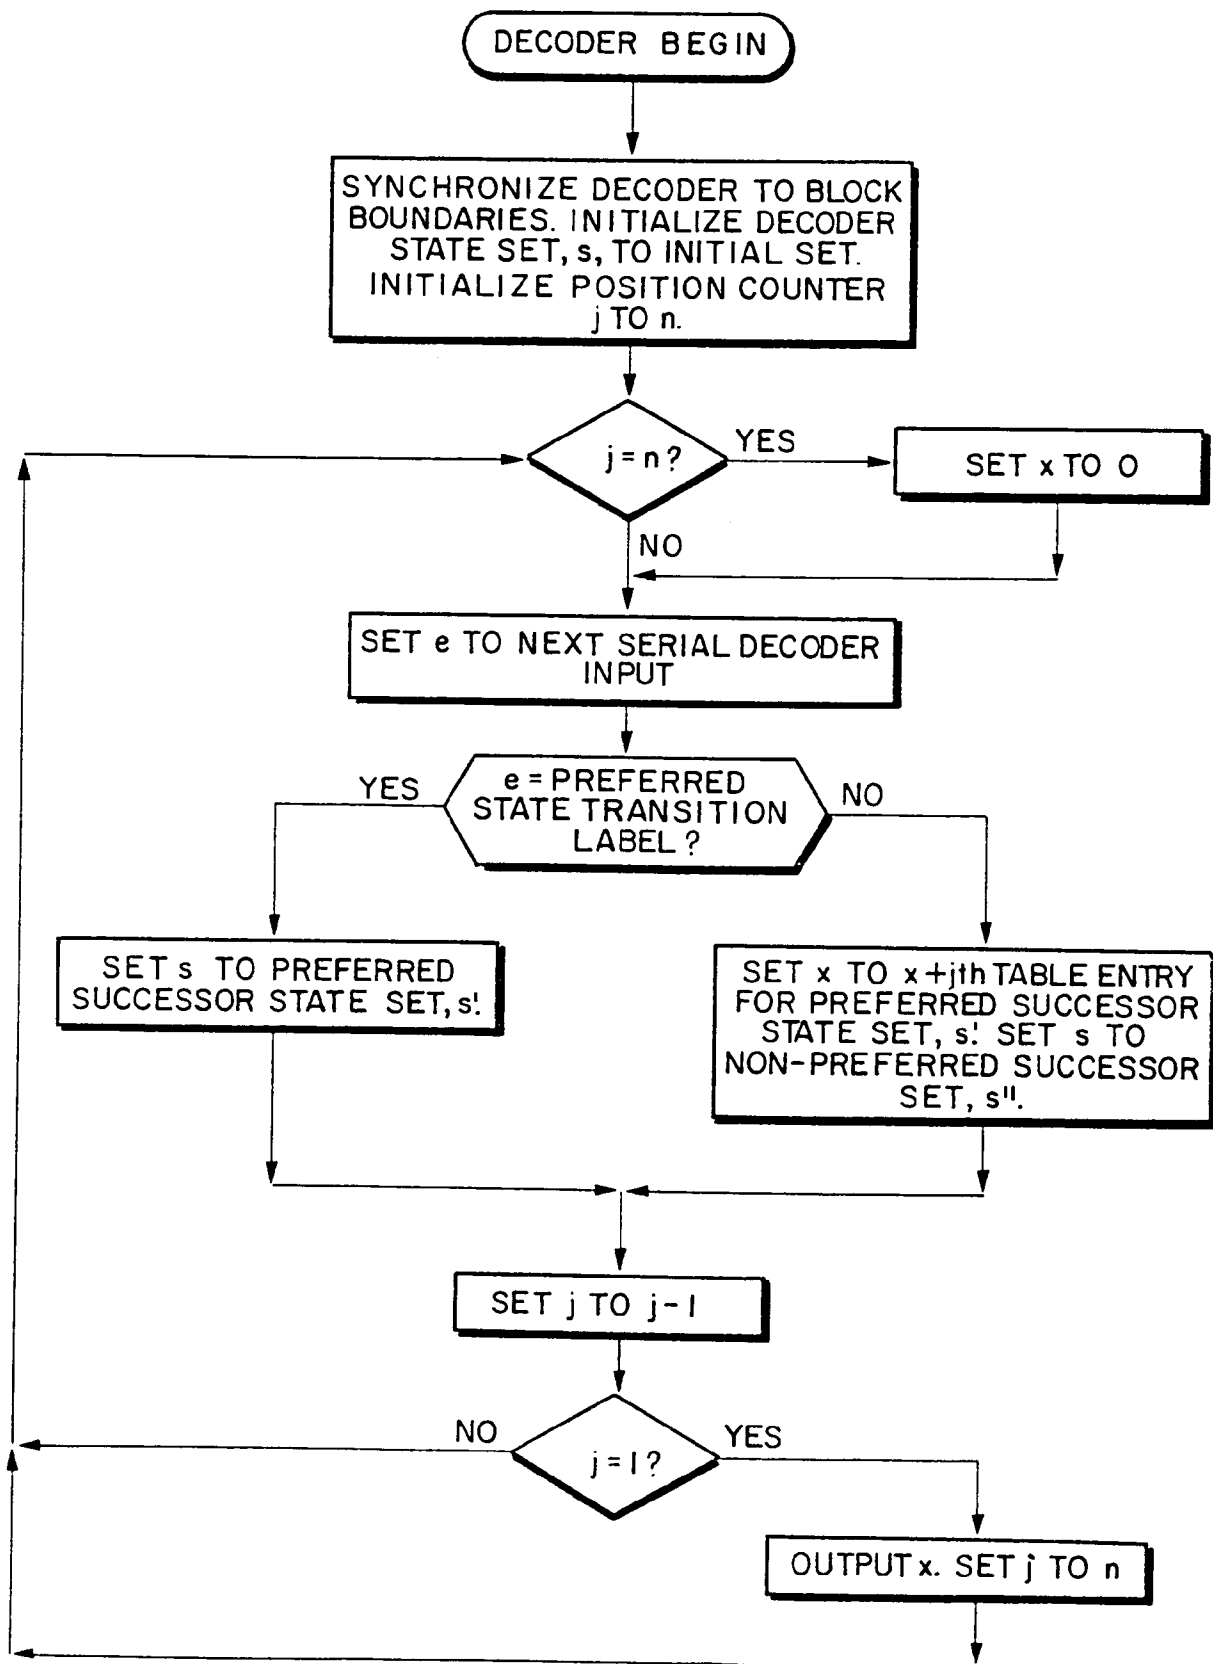 DECODER BEGIN
SYNCHRONIZE DECODER TO BLOCK
BOUNDARIES. INITIALIZE DECODER
STATE SET, s, TO INITIAL SET.
INITIALIZE POSITION COUNTER
j TO n.
j = n?
YES
SET x TO 0
NO
SET e TO NEXT SERIAL DECODER
INPUT
e = PREFERRED
STATE TRANSITION
LABEL?
YES
NO
SET s TO PREFERRED
SUCCESSOR STATE SET, s'.
SET x TO x+jth TABLE ENTRY
FOR PREFERRED SUCCESSOR
STATE SET, s'. SET s TO
NON-PREFERRED SUCCESSOR
SET, s".
SET j TO j-1
NO
j = 1?
YES
OUTPUT x. SET j TO n